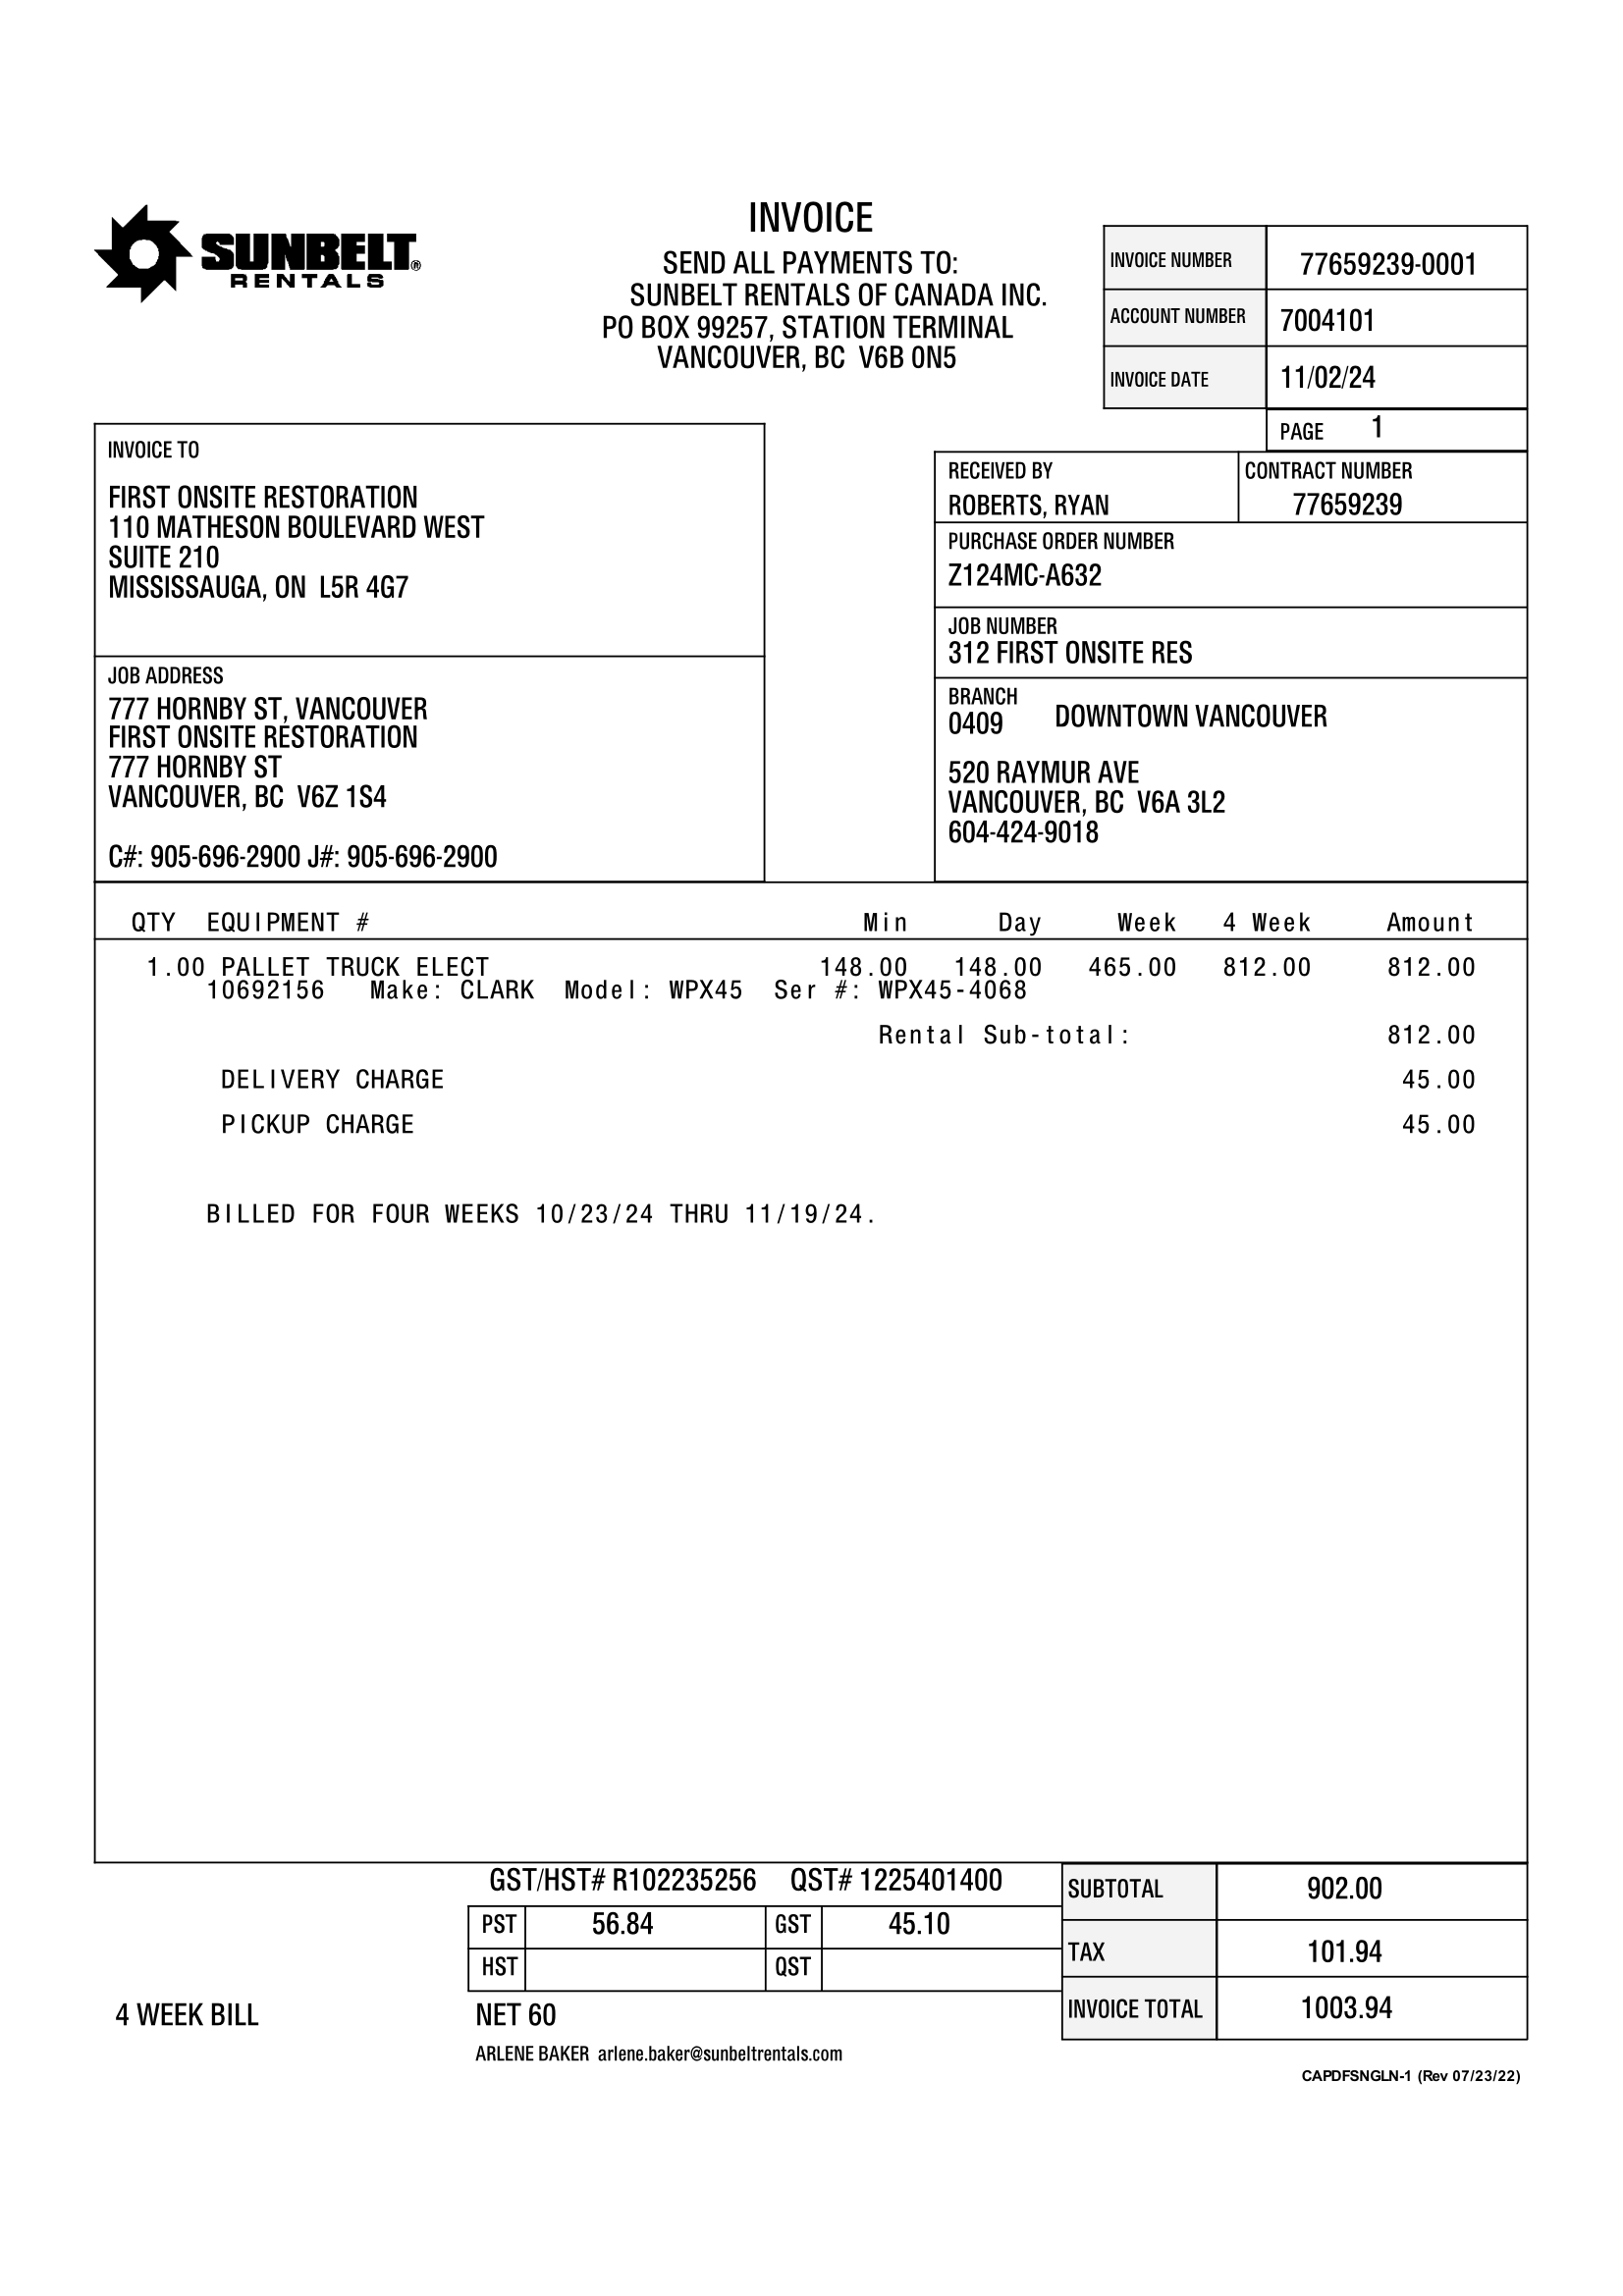 SUNBELT®
RENTALS
INVOICE
SEND ALL PAYMENTS TO:
SUNBELT RENTALS OF CANADA INC.
PO BOX 99257, STATION TERMINAL
VANCOUVER, BC  V6B 0N5
INVOICE NUMBER 77659239-0001
ACCOUNT NUMBER 7004101
INVOICE DATE 11/02/24
PAGE 1
INVOICE TO
FIRST ONSITE RESTORATION
110 MATHESON BOULEVARD WEST
SUITE 210
MISSISSAUGA, ON  L5R 4G7
JOB ADDRESS
777 HORNBY ST, VANCOUVER
FIRST ONSITE RESTORATION
777 HORNBY ST
VANCOUVER, BC  V6Z 1S4
C#: 905-696-2900 J#: 905-696-2900
RECEIVED BY CONTRACT NUMBER
ROBERTS, RYAN 77659239
PURCHASE ORDER NUMBER
Z124MC-A632
JOB NUMBER
312 FIRST ONSITE RES
BRANCH
0409 DOWNTOWN VANCOUVER
520 RAYMUR AVE
VANCOUVER, BC  V6A 3L2
604-424-9018
QTY EQUIPMENT # Min Day Week 4 Week Amount
1.00 PALLET TRUCK ELECT 148.00 148.00 465.00 812.00 812.00
10692156 Make: CLARK Model: WPX45 Ser #: WPX45-4068
Rental Sub-total: 812.00
DELIVERY CHARGE 45.00
PICKUP CHARGE 45.00
BILLED FOR FOUR WEEKS 10/23/24 THRU 11/19/24.
GST/HST# R102235256 QST# 1225401400
PST 56.84 GST 45.10
HST QST
SUBTOTAL 902.00
TAX 101.94
INVOICE TOTAL 1003.94
4 WEEK BILL NET 60
ARLENE BAKER arlene.baker@sunbeltrentals.com
CAPDFSNGLN-1 (Rev 07/23/22)